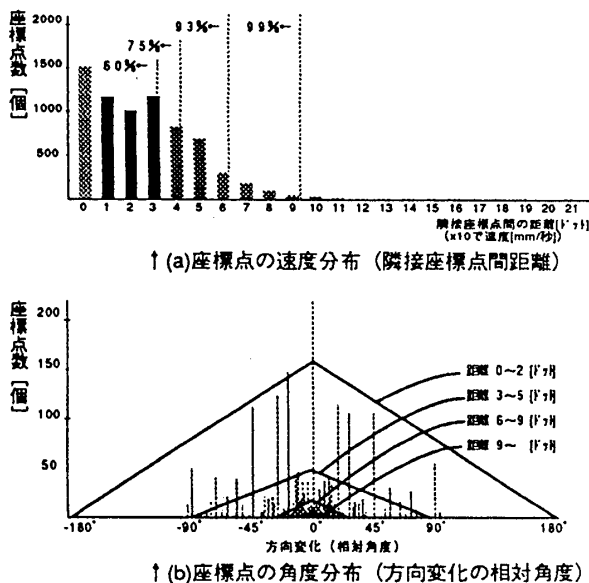 座標点数［個］
2000
1500
1000
500
60%←
75%←
93%←
99%←
0 1 2 3 4 5 6 7 8 9 10 11 12 13 14 15 16 17 18 19 20 21
隣接座標点間の距離[ﾄﾞｯﾄ]
(x10で速度[mm/秒])
↑(a)座標点の速度分布（隣接座標点間距離）
座標点数［個］
200
150
100
50
距離 0～2 [ﾄﾞｯﾄ]
距離 3～5 [ﾄﾞｯﾄ]
距離 6～9 [ﾄﾞｯﾄ]
距離 9～ [ﾄﾞｯﾄ]
-180° -90° -45° 0° 45° 90° 180°
方向変化（相対角度）
↑(b)座標点の角度分布（方向変化の相対角度）